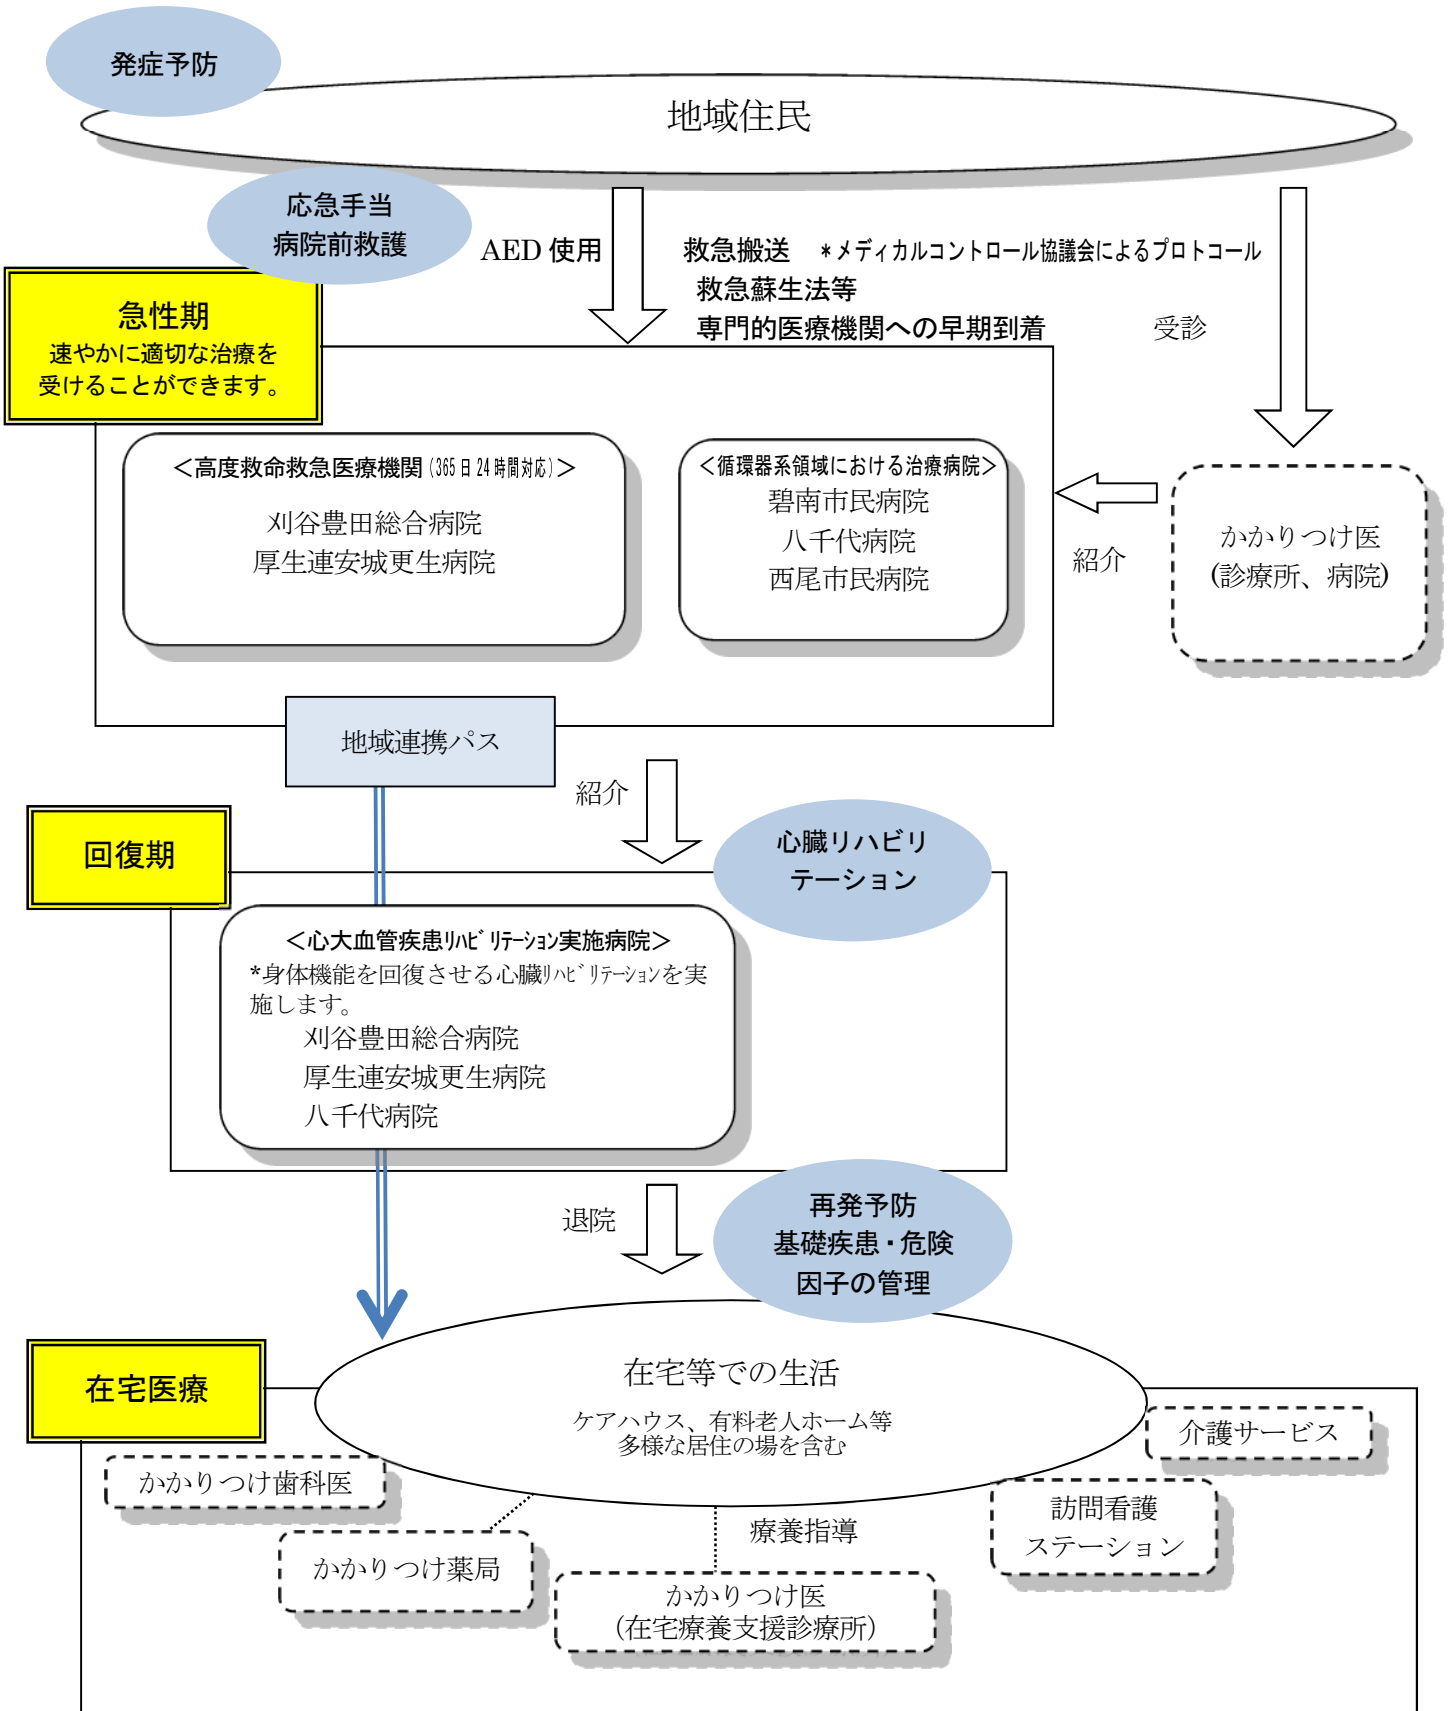 発症予防
地域住民
応急手当
病院前救護
AED 使用
救急搬送 *メディカルコントロール協議会によるプロトコール
救急蘇生法等
専門的医療機関への早期到着
受診
急性期
速やかに適切な治療を
受けることができます。
<高度救命救急医療機関(365日24時間対応)>
刈谷豊田総合病院
厚生連安城更生病院
<循環器系領域における治療病院>
碧南市民病院
八千代病院
西尾市民病院
紹介
かかりつけ医
(診療所、病院)
地域連携パス
紹介
回復期
心臓リハビリ
テーション
<心大血管疾患ﾘﾊﾋﾞﾘﾃｰｼｮﾝ実施病院>
*身体機能を回復させる心臓ﾘﾊﾋﾞﾘﾃｰｼｮﾝを実
施します。
刈谷豊田総合病院
厚生連安城更生病院
八千代病院
退院
再発予防
基礎疾患・危険
因子の管理
在宅医療
在宅等での生活
ケアハウス、有料老人ホーム等
多様な居住の場を含む
介護サービス
かかりつけ歯科医
訪問看護
ステーション
療養指導
かかりつけ薬局
かかりつけ医
(在宅療養支援診療所)